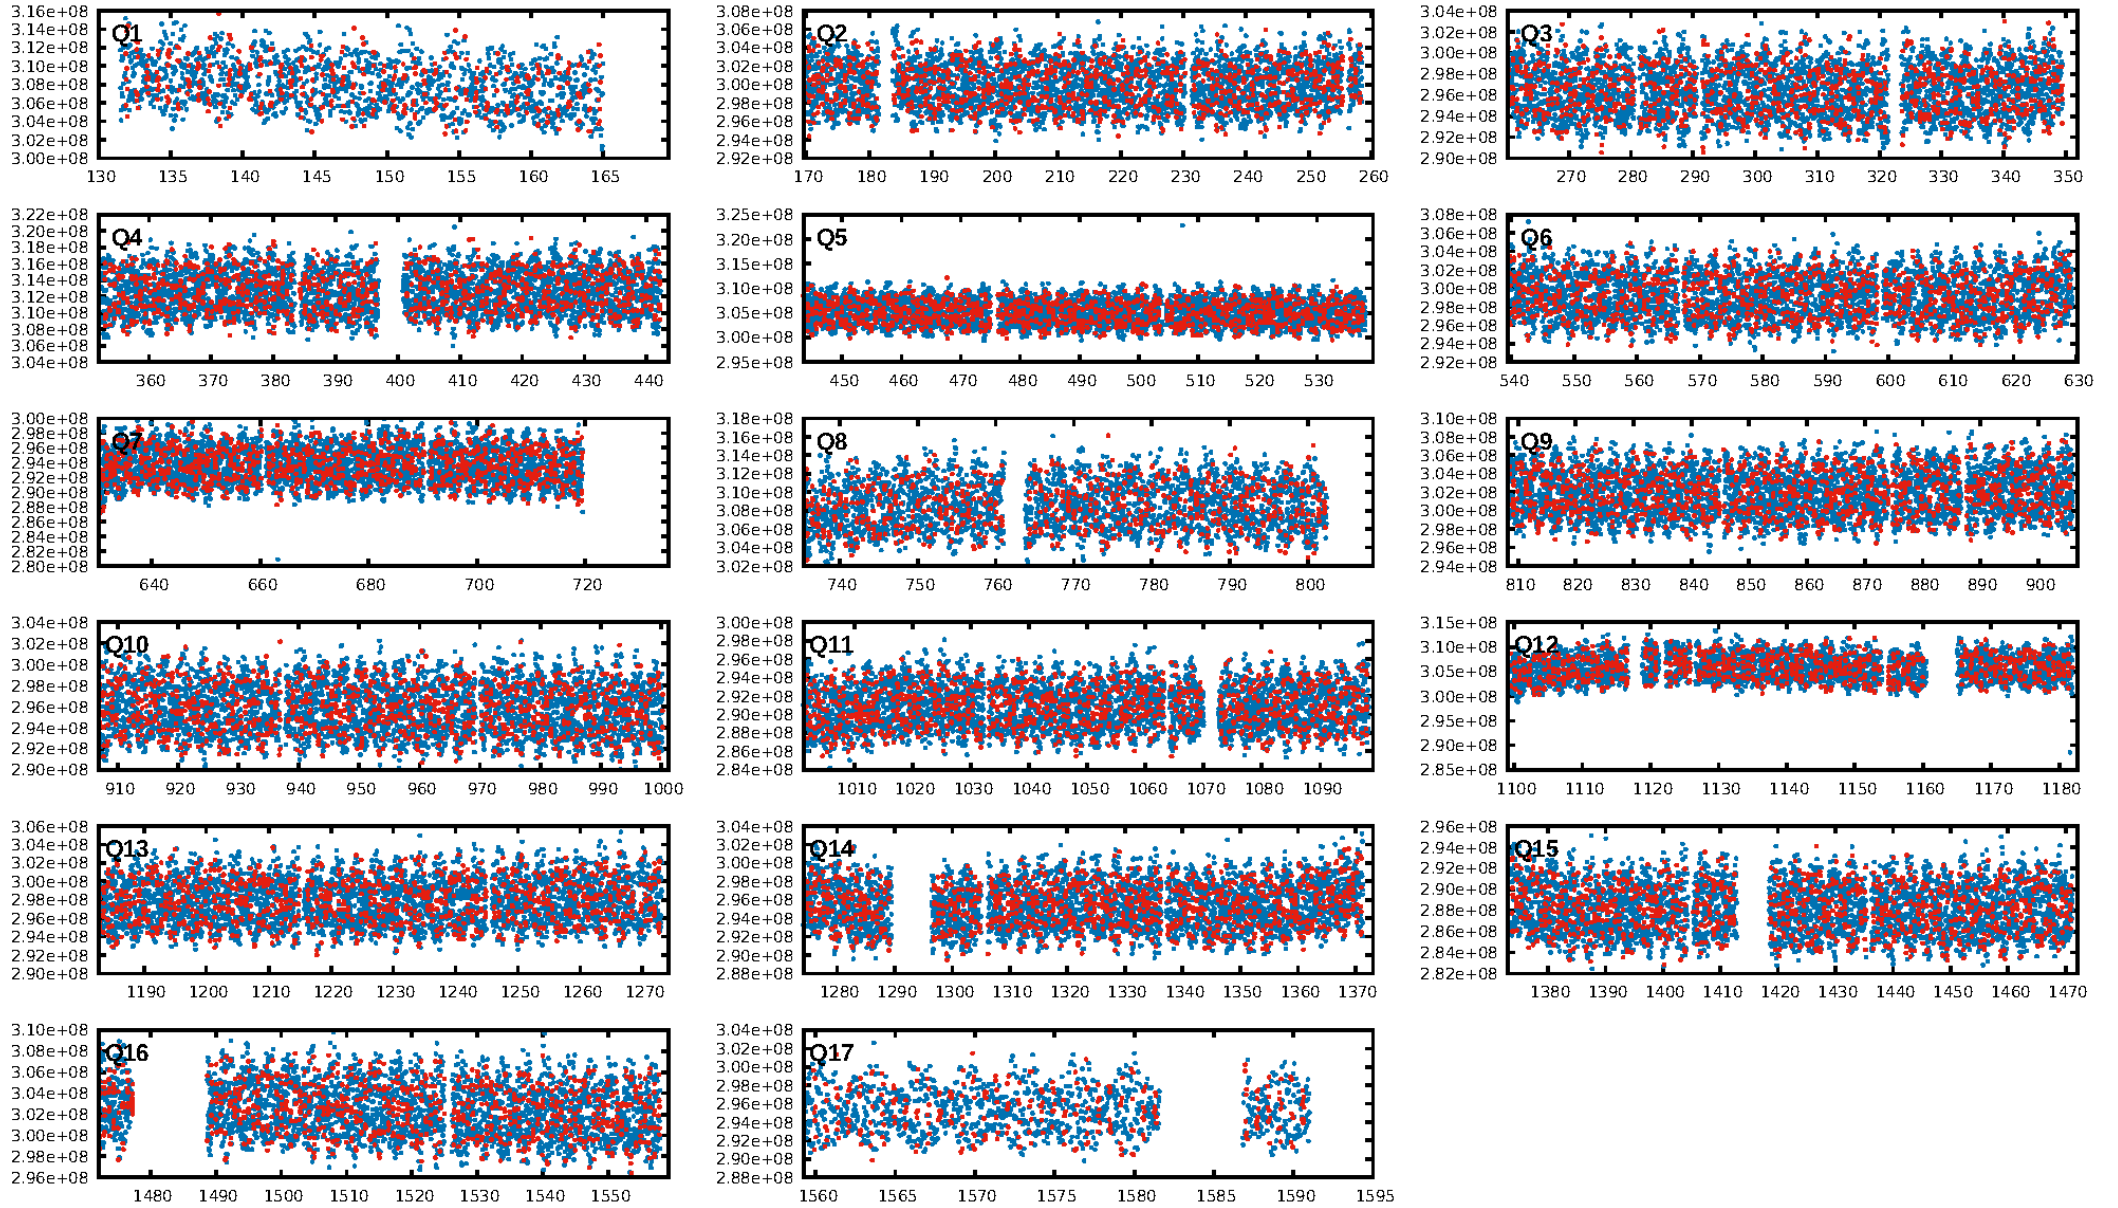 Q1
3.16e+08
3.14e+08
3.12e+08
3.10e+08
3.08e+08
3.06e+08
3.04e+08
3.02e+08
3.00e+08
130 135 140 145 150 155 160 165
Q2
3.08e+08
3.06e+08
3.04e+08
3.02e+08
3.00e+08
2.98e+08
2.96e+08
2.94e+08
2.92e+08
170 180 190 200 210 220 230 240 250 260
Q3
3.04e+08
3.02e+08
3.00e+08
2.98e+08
2.96e+08
2.94e+08
2.92e+08
2.90e+08
270 280 290 300 310 320 330 340 350
Q4
3.22e+08
3.20e+08
3.18e+08
3.16e+08
3.14e+08
3.12e+08
3.10e+08
3.08e+08
3.06e+08
3.04e+08
360 370 380 390 400 410 420 430 440
Q5
3.25e+08
3.20e+08
3.15e+08
3.10e+08
3.05e+08
3.00e+08
2.95e+08
450 460 470 480 490 500 510 520 530
Q6
3.08e+08
3.06e+08
3.04e+08
3.02e+08
3.00e+08
2.98e+08
2.96e+08
2.94e+08
2.92e+08
540 550 560 570 580 590 600 610 620 630
Q7
3.00e+08
2.98e+08
2.96e+08
2.94e+08
2.92e+08
2.90e+08
2.88e+08
2.86e+08
2.84e+08
2.82e+08
2.80e+08
640 660 680 700 720
Q8
3.18e+08
3.16e+08
3.14e+08
3.12e+08
3.10e+08
3.08e+08
3.06e+08
3.04e+08
3.02e+08
740 750 760 770 780 790 800
Q9
3.10e+08
3.08e+08
3.06e+08
3.04e+08
3.02e+08
3.00e+08
2.98e+08
2.96e+08
2.94e+08
810 820 830 840 850 860 870 880 890 900
Q10
3.04e+08
3.02e+08
3.00e+08
2.98e+08
2.96e+08
2.94e+08
2.92e+08
2.90e+08
910 920 930 940 950 960 970 980 990 1000
Q11
3.00e+08
2.98e+08
2.96e+08
2.94e+08
2.92e+08
2.90e+08
2.88e+08
2.86e+08
2.84e+08
1010 1020 1030 1040 1050 1060 1070 1080 1090
Q12
3.15e+08
3.10e+08
3.05e+08
3.00e+08
2.95e+08
2.90e+08
2.85e+08
1100 1110 1120 1130 1140 1150 1160 1170 1180
Q13
3.06e+08
3.04e+08
3.02e+08
3.00e+08
2.98e+08
2.96e+08
2.94e+08
2.92e+08
2.90e+08
1190 1200 1210 1220 1230 1240 1250 1260 1270
Q14
3.04e+08
3.02e+08
3.00e+08
2.98e+08
2.96e+08
2.94e+08
2.92e+08
2.90e+08
2.88e+08
1280 1290 1300 1310 1320 1330 1340 1350 1360 1370
Q15
2.96e+08
2.94e+08
2.92e+08
2.90e+08
2.88e+08
2.86e+08
2.84e+08
2.82e+08
1380 1390 1400 1410 1420 1430 1440 1450 1460 1470
Q16
3.10e+08
3.08e+08
3.06e+08
3.04e+08
3.02e+08
3.00e+08
2.98e+08
2.96e+08
1480 1490 1500 1510 1520 1530 1540 1550
Q17
3.04e+08
3.02e+08
3.00e+08
2.98e+08
2.96e+08
2.94e+08
2.92e+08
2.90e+08
2.88e+08
1560 1565 1570 1575 1580 1585 1590 1595